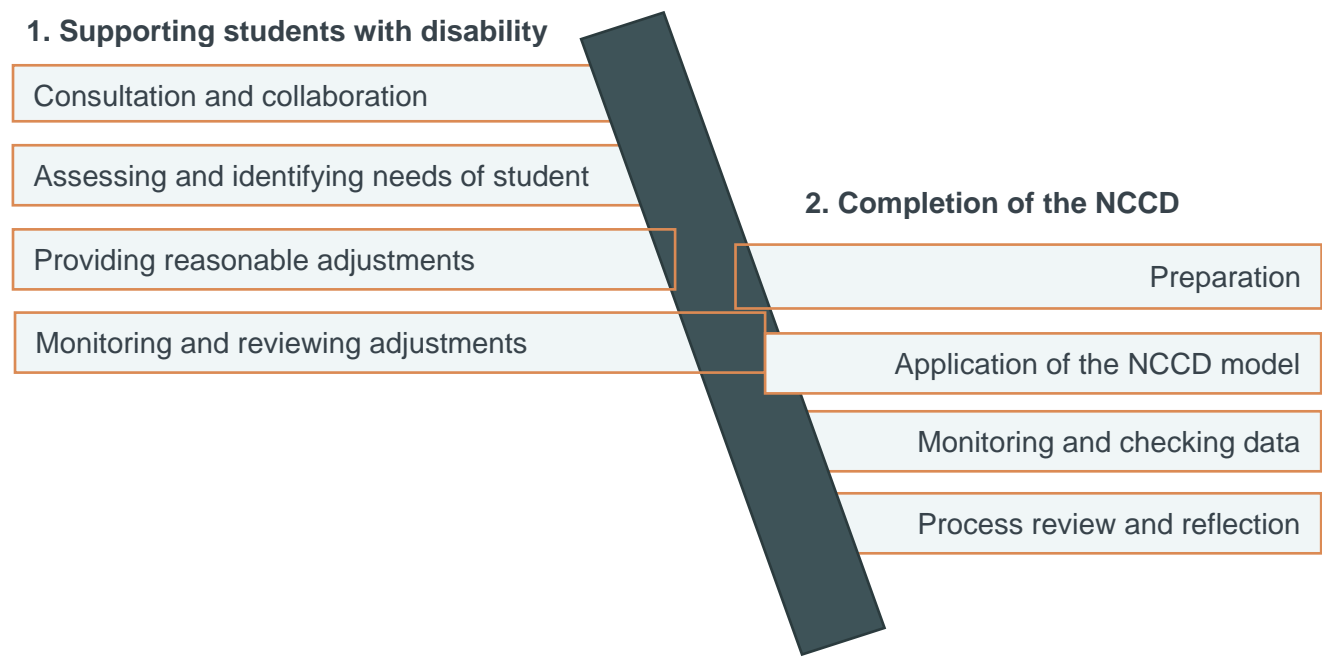 1. Supporting students with disability
Consultation and collaboration
Assessing and identifying needs of student
Providing reasonable adjustments
Monitoring and reviewing adjustments
2. Completion of the NCCD
Preparation
Application of the NCCD model
Monitoring and checking data
Process review and reflection